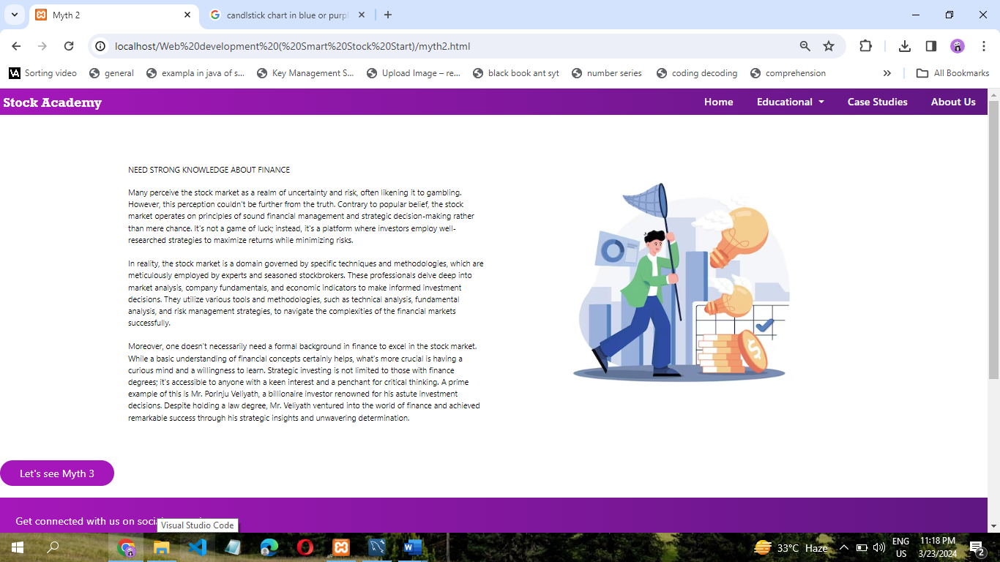 Myth 2
candlstick chart in blue or purpl
localhost/Web%20development%20(%20Smart%20Stock%20Start)/myth2.html
Sorting video
general
exampla in java of s...
Key Management S...
Upload Image – re...
black book ant syt
number series
coding decoding
comprehension
All Bookmarks
Stock Academy
Home
Educational
Case Studies
About Us
NEED STRONG KNOWLEDGE ABOUT FINANCE
Many perceive the stock market as a realm of uncertainty and risk, often likening it to gambling.
However, this perception couldn't be further from the truth. Contrary to popular belief, the stock
market operates on principles of sound financial management and strategic decision-making rather
than mere chance. It's not a game of luck; instead, it's a platform where investors employ well-
researched strategies to maximize returns while minimizing risks.
In reality, the stock market is a domain governed by specific techniques and methodologies, which are
meticulously employed by experts and seasoned stockbrokers. These professionals delve deep into
market analysis, company fundamentals, and economic indicators to make informed investment
decisions. They utilize various tools and methodologies, such as technical analysis, fundamental
analysis, and risk management strategies, to navigate the complexities of the financial markets
successfully.
Moreover, one doesn't necessarily need a formal background in finance to excel in the stock market.
While a basic understanding of financial concepts certainly helps, what's more crucial is having a
curious mind and a willingness to learn. Strategic investing is not limited to those with finance
degrees; it's accessible to anyone with a keen interest and a penchant for critical thinking. A prime
example of this is Mr. Porinju Veliyath, a billionaire investor renowned for his astute investment
decisions. Despite holding a law degree, Mr. Veliyath ventured into the world of finance and achieved
remarkable success through his strategic insights and unwavering determination.
$
Let's see Myth 3
Get connected with us on soci
Visual Studio Code
33°C Haze
ENG
US
11:18 PM
3/23/2024
2